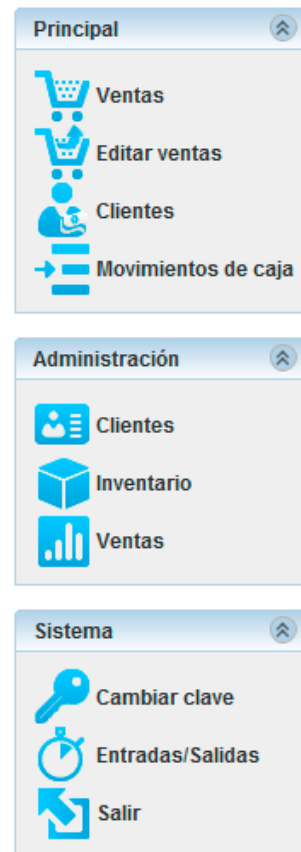 Principal
Ventas
Editar ventas
Clientes
Movimientos de caja
Administración
Clientes
Inventario
Ventas
Sistema
Cambiar clave
Entradas/Salidas
Salir